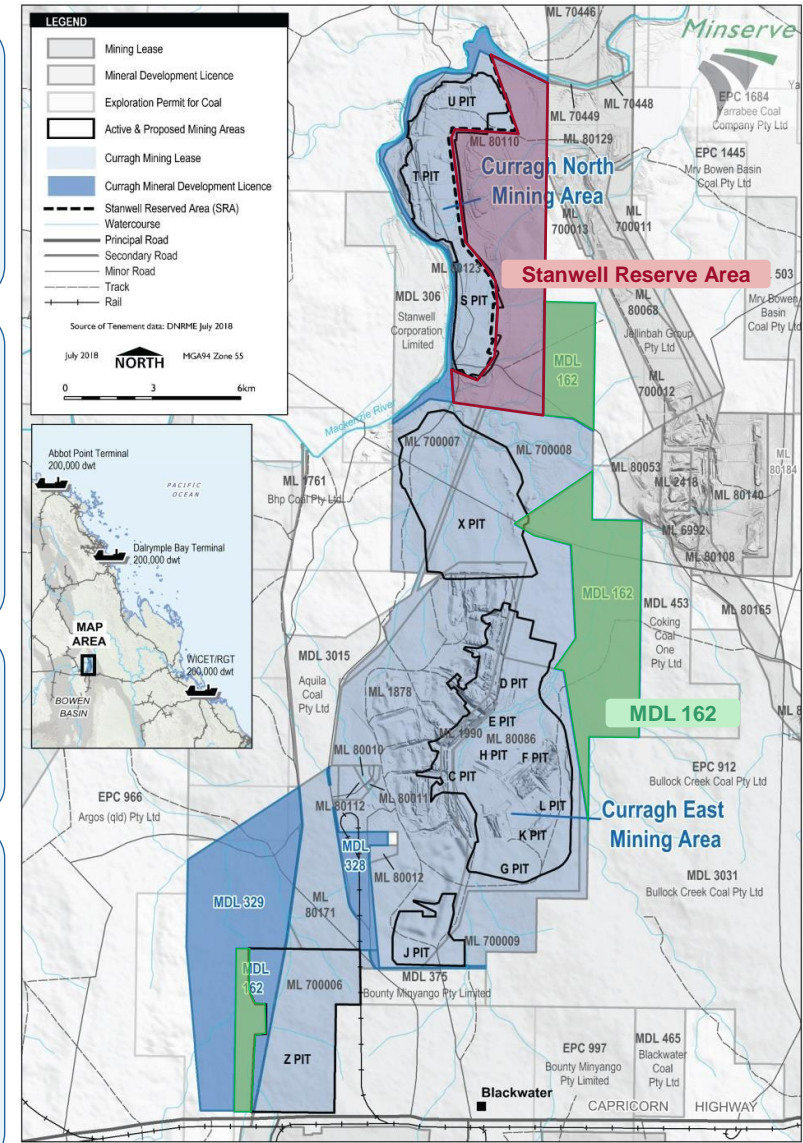 LEGEND
Mining Lease
Mineral Development Licence
Exploration Permit for Coal
Active & Proposed Mining Areas
Curragh Mining Lease
Curragh Mineral Development Licence
Stanwell Reserved Area (SRA)
Watercourse
Principal Road
Secondary Road
Minor Road
Track
Rail
Source of Tenement data: DNRME July 2018
July 2018
NORTH
MGA94 Zone 55
0 3 6km
Abbot Point Terminal
200,000 dwt
PACIFIC
OCEAN
Dalrymple Bay Terminal
200,000 dwt
MAP
AREA
WICET/RGT
200,000 dwt
BOWEN
BASIN
Minserve
ML 70446
ML 70448
ML 70449
EPC 1684
Yarrabee Coal
Company Pty Ltd
U PIT
ML 80110
ML 80129
EPC 1445
Mrv Bowen Basin
Coal Pty Ltd
T PIT
Curragh North
Mining Area
ML
700013
ML
700011
ML 80123
Stanwell Reserve Area
503
Mrv Bowen
Basin
Coal Pty Ltd
MDL 306
Stanwell
Corporation
Limited
S PIT
ML
80068
Jellinbah Group
Pty Ltd
MDL
162
ML
700012
Mackenzie River
ML 700007
ML 700008
ML 1761
Bhp Coal Pty Ltd
ML 80053
ML 2418
ML 80140
ML
80184
X PIT
ML 6992
ML 80108
MDL 162
MDL 453
Coking
Coal
One
Pty Ltd
ML 80165
MDL 3015
Aquila
Coal
Pty Ltd
ML 1878
D PIT
E PIT
MDL 162
ML 1990
ML 80086
H PIT
F PIT
ML 80010
C PIT
EPC 912
Bullock Creek Coal Pty Ltd
EPC 966
Argos (qld) Pty Ltd
ML 80112
ML 80011
L PIT
Curragh East
Mining Area
K PIT
MDL
328
ML 80012
G PIT
MDL 3031
Bullock Creek Coal Pty Ltd
MDL 329
ML
80171
ML 700009
J PIT
MDL
162
ML 700006
MDL 375
Bounty Minyango Pty Limited
Z PIT
EPC 997
Bounty Minyango
Pty Limited
MDL 465
Blackwater
Coal
Pty Ltd
Blackwater
CAPRICORN HIGHWAY